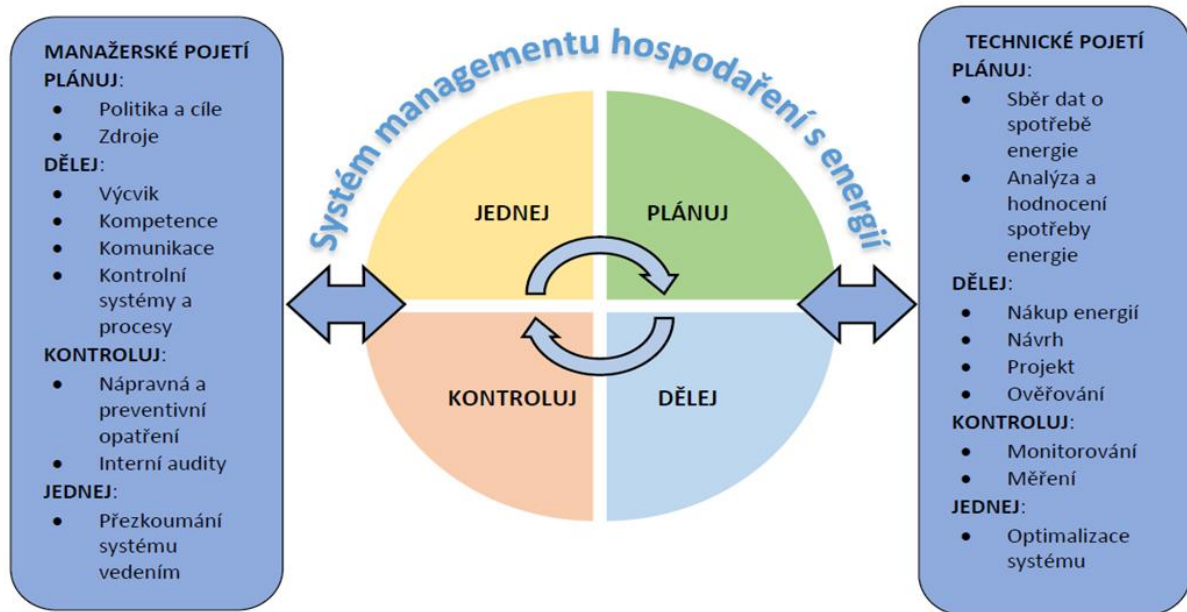 MANAŽERSKÉ POJETÍ
PLÁNUJ:
● Politika a cíle
● Zdroje
DĚLEJ:
● Výcvik
● Kompetence
● Komunikace
● Kontrolní
systémy a
procesy
KONTROLUJ:
● Nápravná a
preventivní
opatření
● Interní audity
JEDNEJ:
● Přezkoumání
systému
vedením
Systém managementu hospodaření s energií
JEDNEJ
PLÁNUJ
KONTROLUJ
DĚLEJ
TECHNICKÉ POJETÍ
PLÁNUJ:
● Sběr dat o
spotřebě
energie
● Analýza a
hodnocení
spotřeby
energie
DĚLEJ:
● Nákup energií
● Návrh
● Projekt
● Ověřování
KONTROLUJ:
● Monitorování
● Měření
JEDNEJ:
● Optimalizace
systému